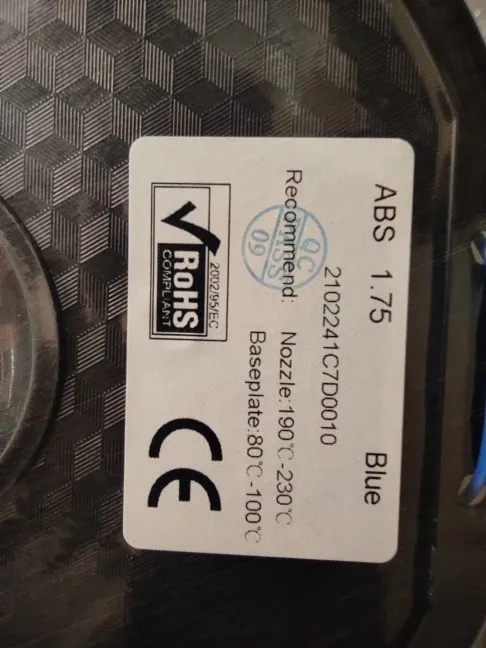 ABS 1.75 Blue
2102241C7D0010
Recommend: Nozzle:190℃-230℃
Baseplate:80℃-100℃
QC
PASS
09
2002/95/EC
RoHS
COMPLIANT
CE